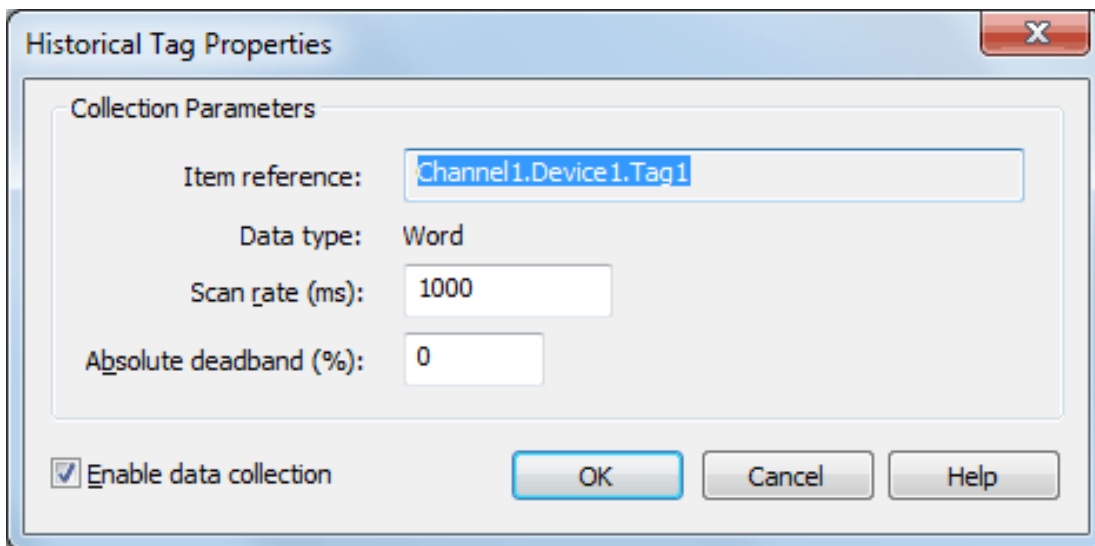 Historical Tag Properties
Collection Parameters
Item reference: Channel1.Device1.Tag1
Data type: Word
Scan rate (ms): 1000
Absolute deadband (%): 0
Enable data collection OK Cancel Help